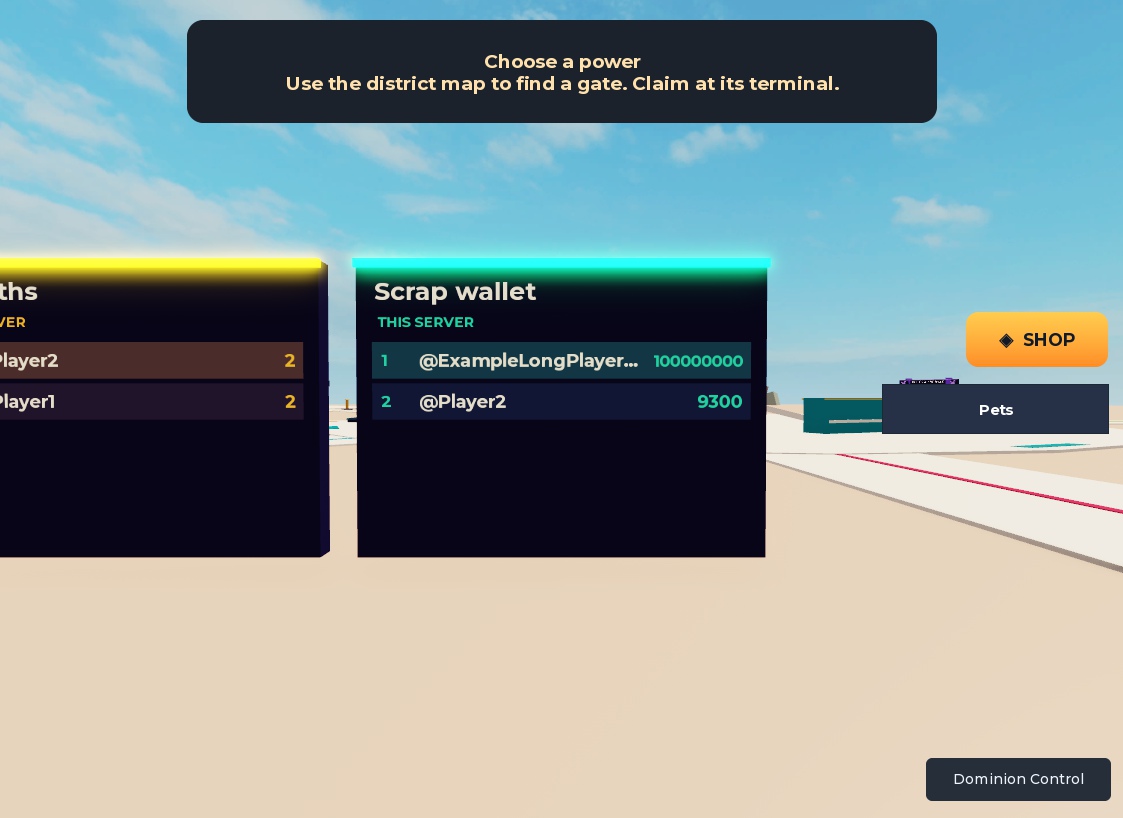 Choose a power
Use the district map to find a gate. Claim at its terminal.
ths
VER
Player2 2
Player1 2
Scrap wallet
THIS SERVER
1 @ExampleLongPlayer... 100000000
2 @Player2 9300
◈ SHOP
Pets
Dominion Control